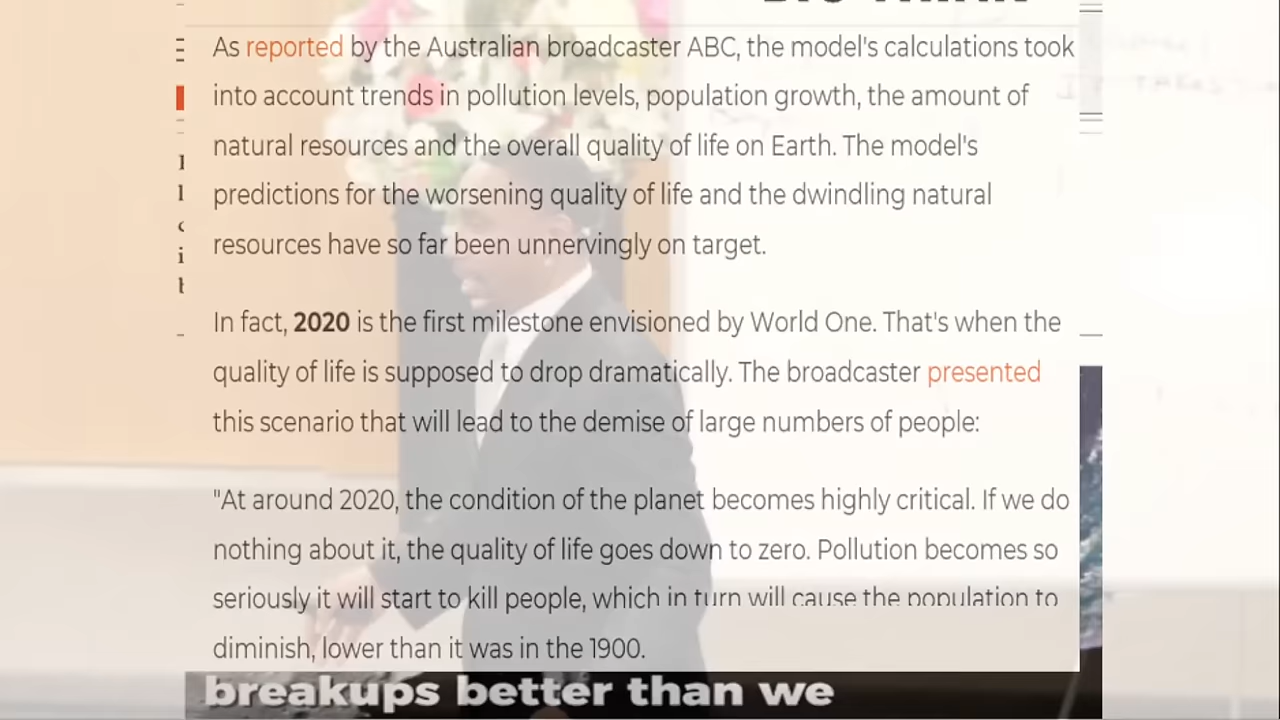 As reported by the Australian broadcaster ABC, the model's calculations took
into account trends in pollution levels, population growth, the amount of
natural resources and the overall quality of life on Earth. The model's
predictions for the worsening quality of life and the dwindling natural
resources have so far been unnervingly on target.
In fact, 2020 is the first milestone envisioned by World One. That's when the
quality of life is supposed to drop dramatically. The broadcaster presented
this scenario that will lead to the demise of large numbers of people:
"At around 2020, the condition of the planet becomes highly critical. If we do
nothing about it, the quality of life goes down to zero. Pollution becomes so
seriously it will start to kill people, which in turn will cause the population to
diminish, lower than it was in the 1900.
breakups better than we